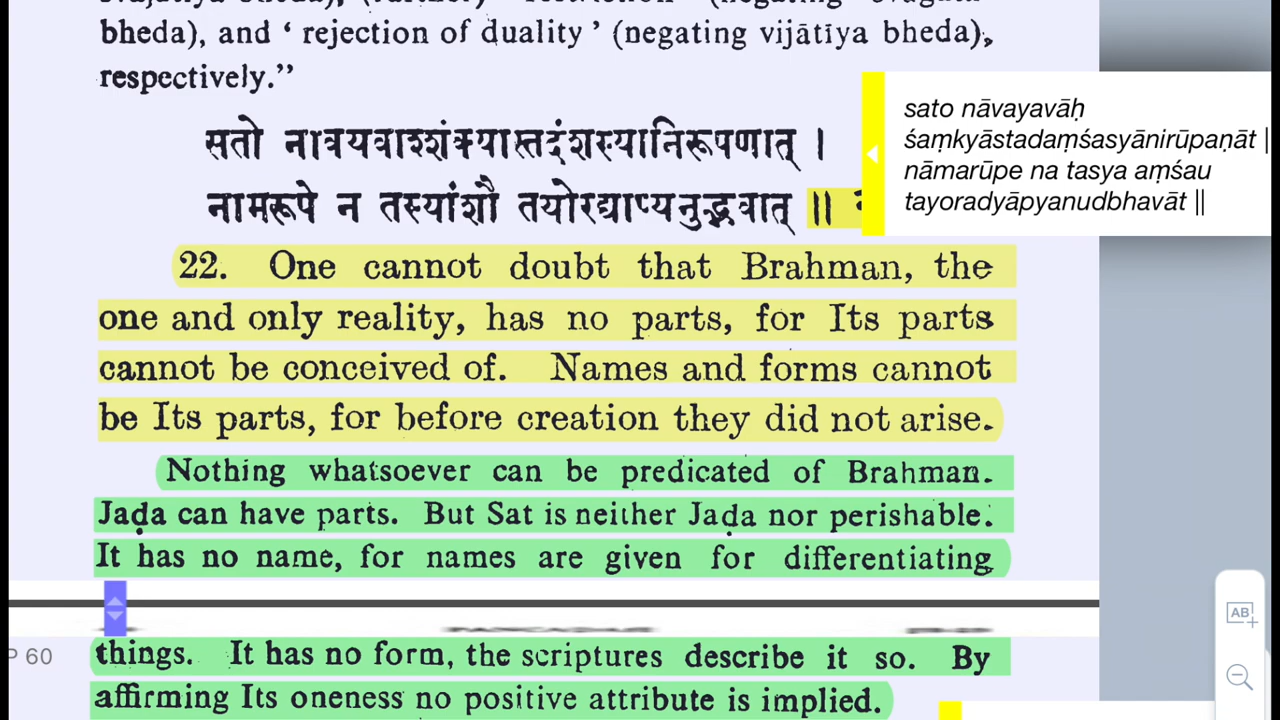 bheda), and ‘ rejection of duality ’ (negating vijātīya bheda),
respectively.”
सतो नावयवाश्शंक्यास्तदंशस्यानिरूपणात् ।
नामरूपे न तस्यांशौ तयोरद्याप्यनुद्भवात् ॥
sato nāvayavāḥ
śaṃkyāstadaṃśasyānirūpaṇāt |
nāmarūpe na tasya aṃśau
tayoradyāpyanudbhavāt ||
22. One cannot doubt that Brahman, the
one and only reality, has no parts, for Its parts
cannot be conceived of. Names and forms cannot
be Its parts, for before creation they did not arise.
Nothing whatsoever can be predicated of Brahman.
Jaḍa can have parts. But Sat is neither Jaḍa nor perishable.
It has no name, for names are given for differentiating
P 60
things. It has no form, the scriptures describe it so. By
affirming Its oneness no positive attribute is implied.
AB